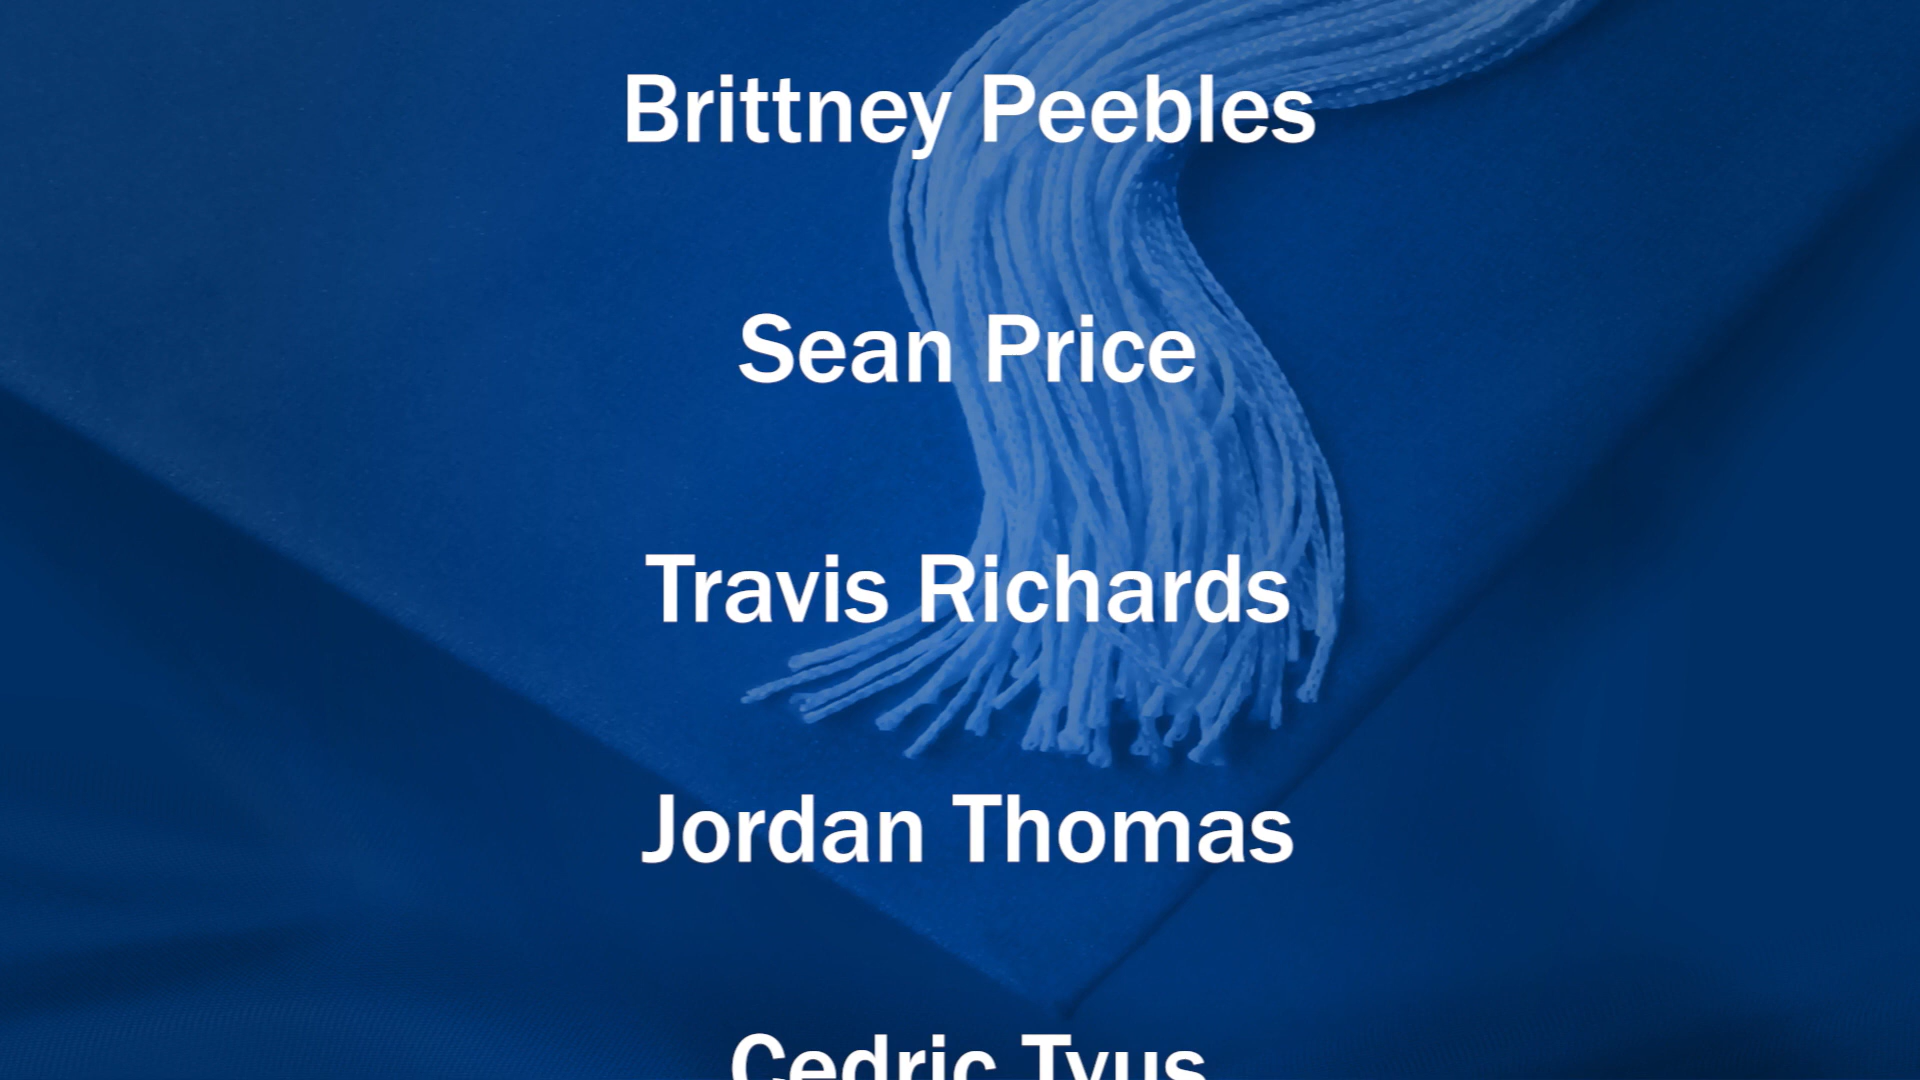 Brittney Peebles
Sean Price
Travis Richards
Jordan Thomas
Cedric Tyus